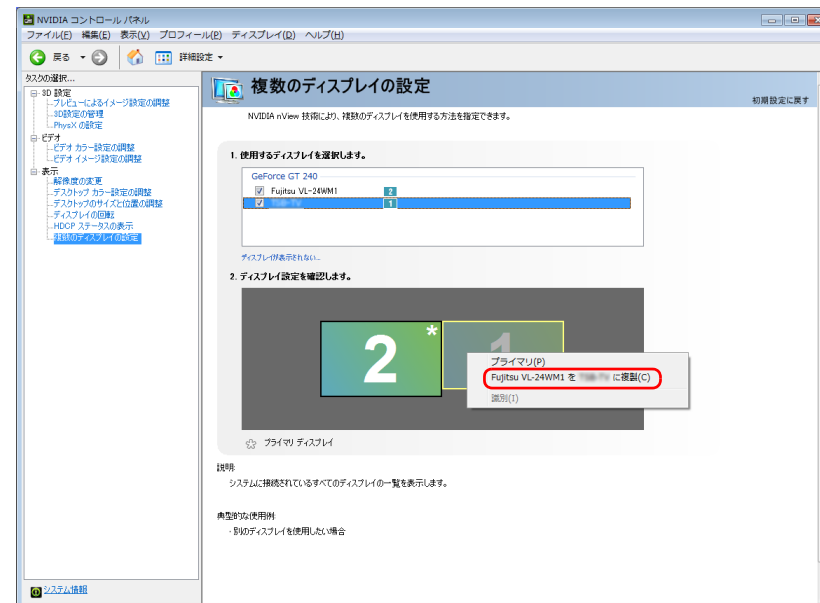 NVIDIA コントロール パネル
ファイル(F) 編集(E) 表示(V) プロフィール(R) ディスプレイ(D) ヘルプ(H)
戻る 詳細設定
タスクの選択...
3D 設定
プレビューによるイメージ設定の調整
3D設定の管理
PhysX の設定
ビデオ
ビデオ カラー設定の調整
ビデオ イメージ設定の調整
表示
解像度の変更
デスクトップ カラー設定の調整
デスクトップのサイズと位置の調整
ディスプレイの回転
HDCP ステータスの表示
複数のディスプレイの設定
システム情報
複数のディスプレイの設定
初期設定に戻す
NVIDIA nView 技術により、複数のディスプレイを使用する方法を指定できます。
1. 使用するディスプレイを選択します。
GeForce GT 240
Fujitsu VL-24WM1 2
1
ディスプレイが表示されない...
2. ディスプレイ設定を確認します。
2 * 1
プライマリ(P)
Fujitsu VL-24WM1 を に複製(C)
識別(I)
プライマリ ディスプレイ
説明:
システムに接続されているすべてのディスプレイの一覧を表示します。
典型的な使用例:
・別のディスプレイを使用したい場合